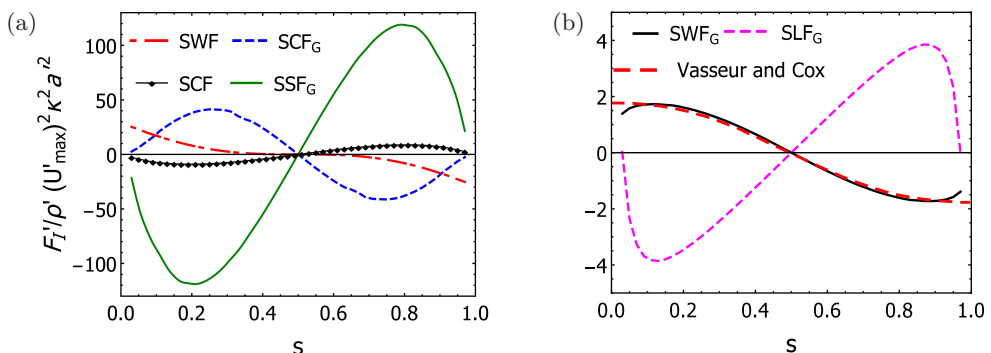 (a)
SWF
SCF_G
SCF
SSF_G
100
50
0
−50
−100
F_I'/ρ' (U'_max)^2 κ^2 a'^2
0.0 0.2 0.4 0.6 0.8 1.0
s
(b)
SWF_G
SLF_G
Vasseur and Cox
4
2
0
−2
−4
0.0 0.2 0.4 0.6 0.8 1.0
s